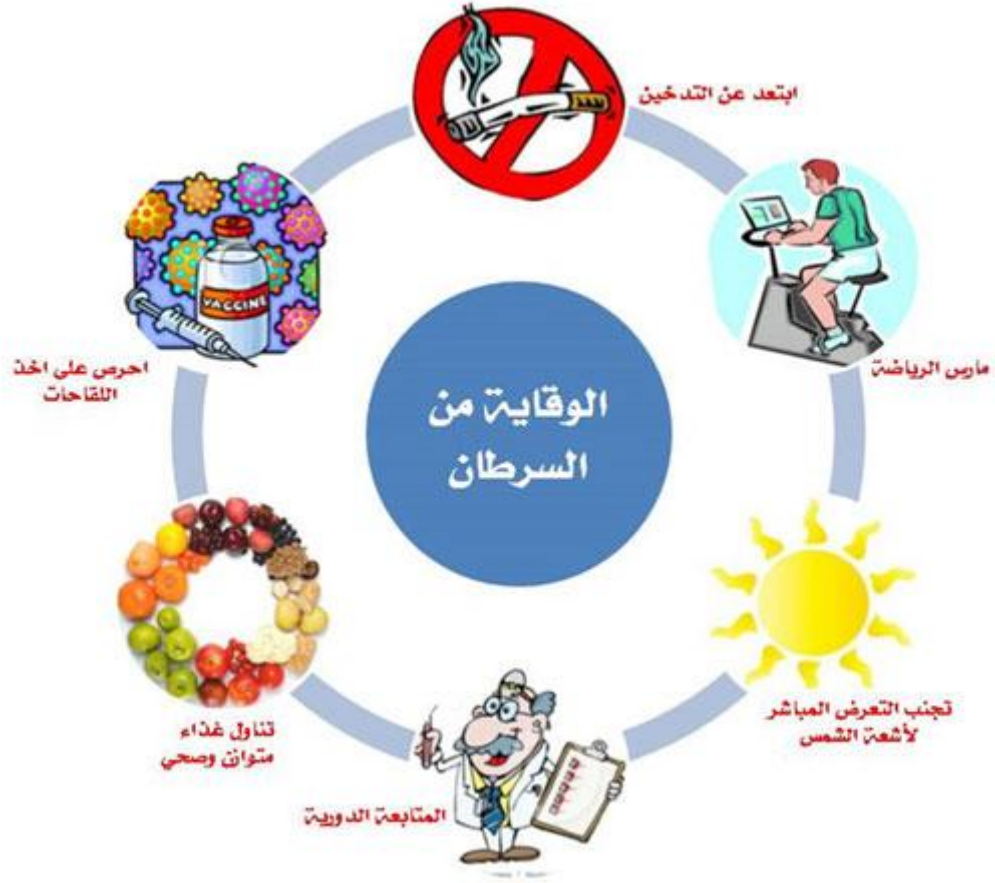 ابتعد عن التدخين
مارس الرياضة
تجنب التعرض المباشر
لأشعة الشمس
المتابعة الدورية
تناول غذاء
متوازن وصحي
احرص على اخذ
اللقاحات
VACCINE
الوقاية من
السرطان